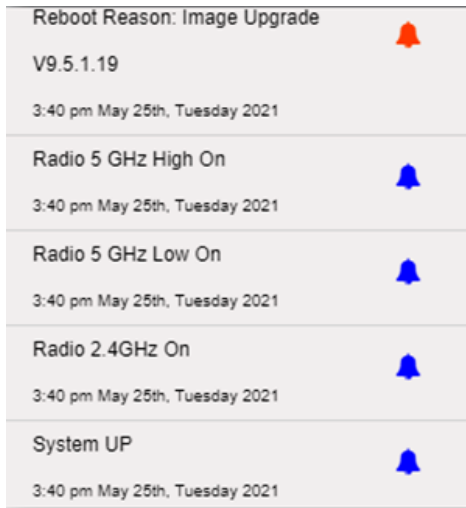 Reboot Reason: Image Upgrade
V9.5.1.19
3:40 pm May 25th, Tuesday 2021
Radio 5 GHz High On
3:40 pm May 25th, Tuesday 2021
Radio 5 GHz Low On
3:40 pm May 25th, Tuesday 2021
Radio 2.4GHz On
3:40 pm May 25th, Tuesday 2021
System UP
3:40 pm May 25th, Tuesday 2021